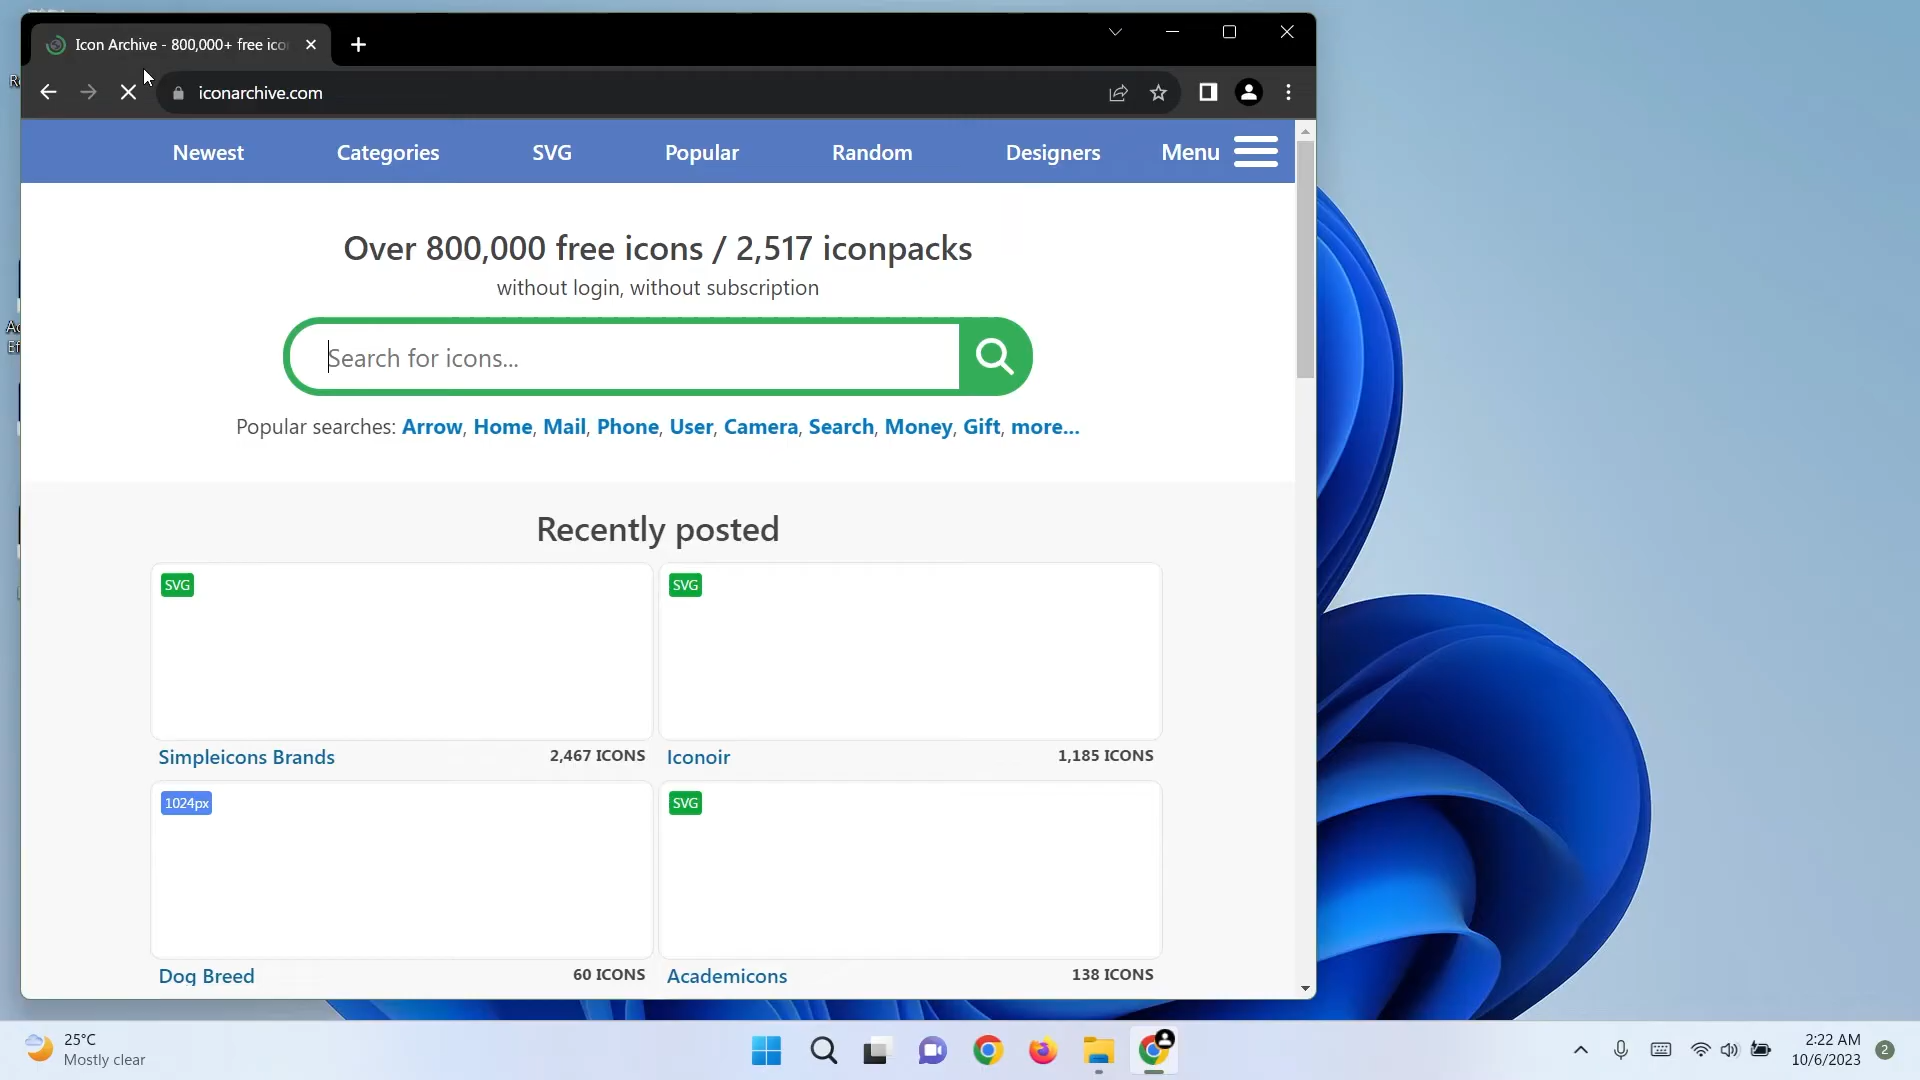 Icon Archive - 800,000+ free ico
iconarchive.com
Newest Categories SVG Popular Random Designers Menu
Over 800,000 free icons / 2,517 iconpacks
without login, without subscription
Search for icons...
Popular searches: Arrow, Home, Mail, Phone, User, Camera, Search, Money, Gift, more...
Recently posted
SVG SVG
Simpleicons Brands 2,467 ICONS Iconoir 1,185 ICONS
1024px SVG
Dog Breed 60 ICONS Academicons 138 ICONS
25°C
Mostly clear
2:22 AM
10/6/2023
2